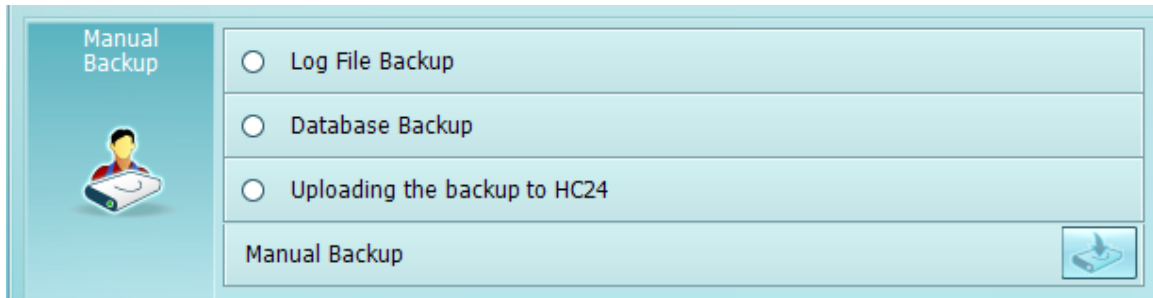 Manual
Backup
Log File Backup
Database Backup
Uploading the backup to HC24
Manual Backup